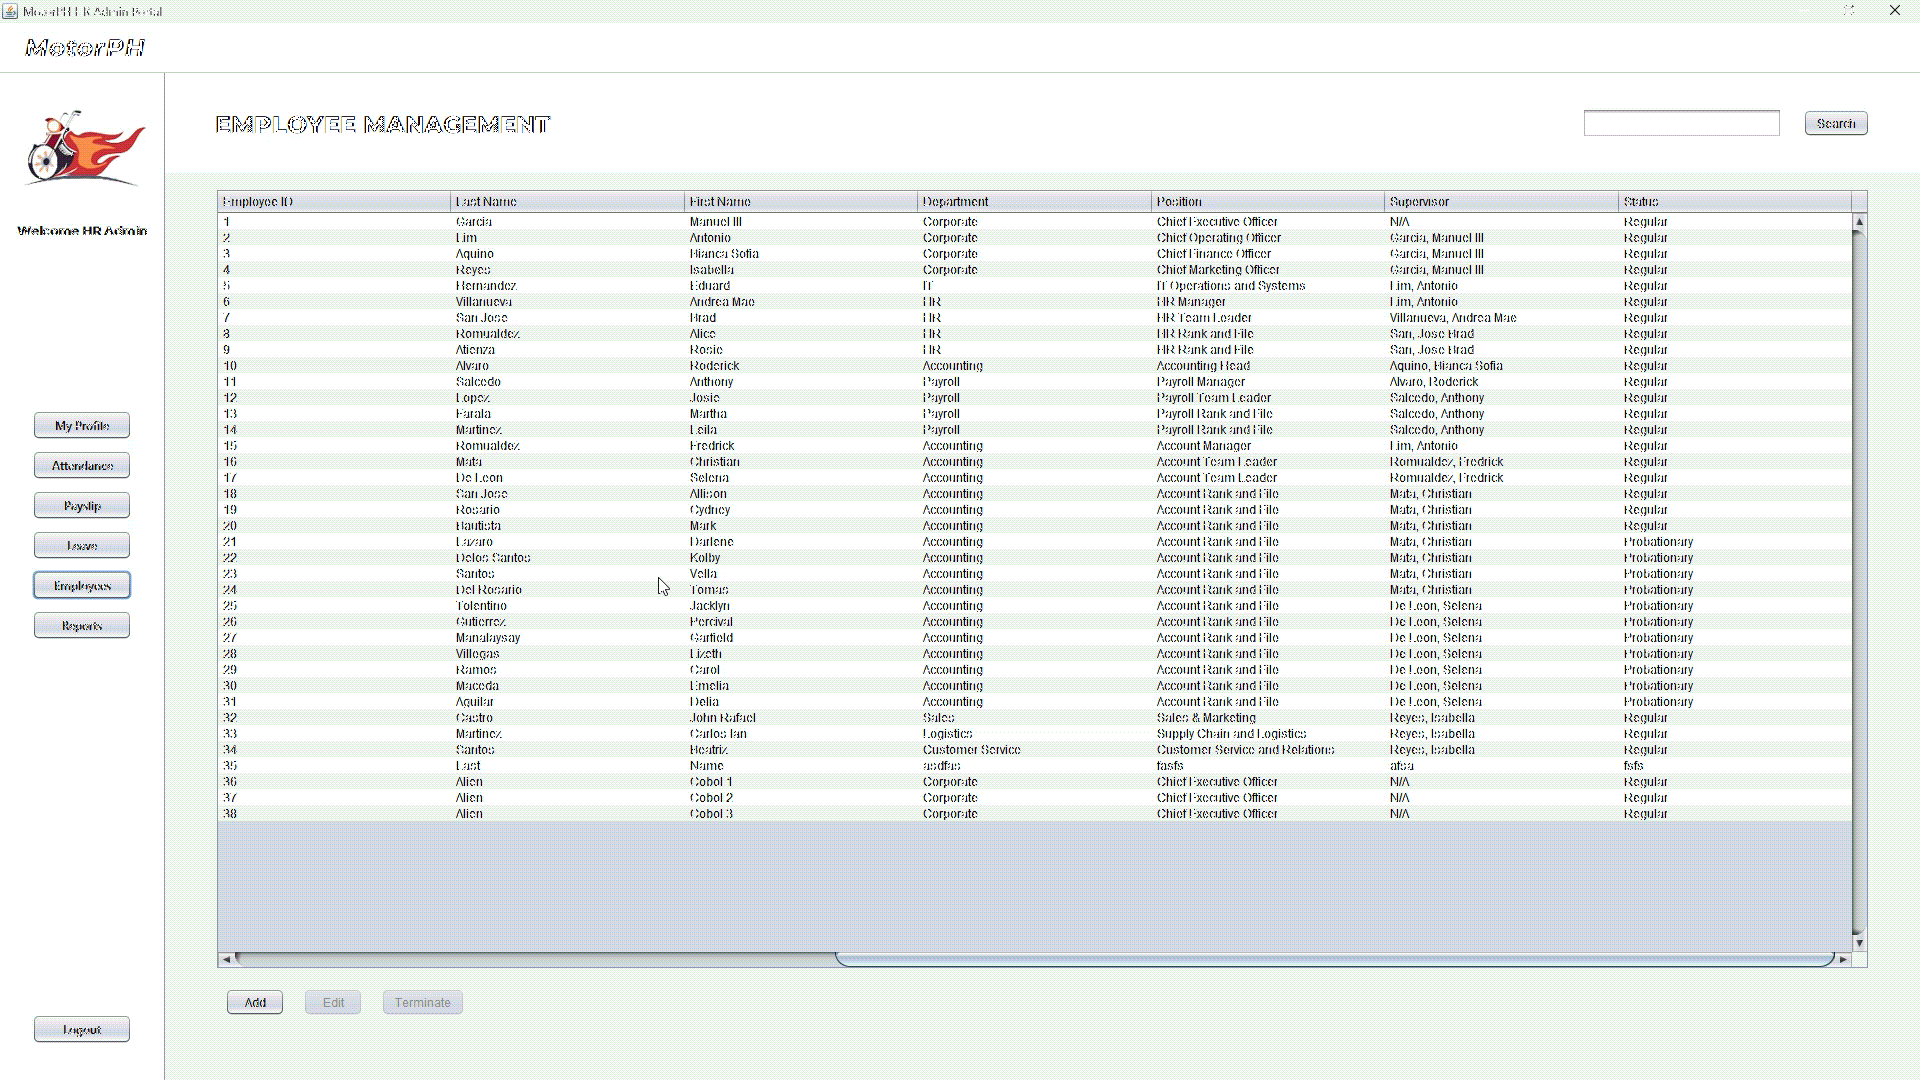 MotorPH HR Admin Portal
MotorPH
EMPLOYEE MANAGEMENT
Search
Welcome HR Admin
My Profile
Attendance
Payslip
Leave
Employees
Reports
Logout
Employee ID Last Name First Name Department Position Supervisor Status
1 Garcia Manuel III Corporate Chief Executive Officer N/A Regular
2 Lim Antonio Corporate Chief Operating Officer Garcia, Manuel III Regular
3 Aquino Bianca Sofia Corporate Chief Finance Officer Garcia, Manuel III Regular
4 Reyes Isabella Corporate Chief Marketing Officer Garcia, Manuel III Regular
5 Hernandez Eduard IT IT Operations and Systems Lim, Antonio Regular
6 Villanueva Andrea Mae HR HR Manager Lim, Antonio Regular
7 San Jose Brad HR HR Team Leader Villanueva, Andrea Mae Regular
8 Romualdez Alice HR HR Rank and File San, Jose Brad Regular
9 Atienza Rosie HR HR Rank and File San, Jose Brad Regular
10 Alvaro Roderick Accounting Accounting Head Aquino, Bianca Sofia Regular
11 Salcedo Anthony Payroll Payroll Manager Alvaro, Roderick Regular
12 Lopez Josie Payroll Payroll Team Leader Salcedo, Anthony Regular
13 Farala Martha Payroll Payroll Rank and File Salcedo, Anthony Regular
14 Martinez Leila Payroll Payroll Rank and File Salcedo, Anthony Regular
15 Romualdez Fredrick Accounting Account Manager Lim, Antonio Regular
16 Mata Christian Accounting Account Team Leader Romualdez, Fredrick Regular
17 De Leon Selena Accounting Account Team Leader Romualdez, Fredrick Regular
18 San Jose Allison Accounting Account Rank and File Mata, Christian Regular
19 Rosario Cydney Accounting Account Rank and File Mata, Christian Regular
20 Bautista Mark Accounting Account Rank and File Mata, Christian Regular
21 Lazaro Darlene Accounting Account Rank and File Mata, Christian Probationary
22 Delos Santos Kolby Accounting Account Rank and File Mata, Christian Probationary
23 Santos Vella Accounting Account Rank and File Mata, Christian Probationary
24 Del Rosario Tomas Accounting Account Rank and File Mata, Christian Probationary
25 Tolentino Jacklyn Accounting Account Rank and File De Leon, Selena Probationary
26 Gutierrez Percival Accounting Account Rank and File De Leon, Selena Probationary
27 Manalaysay Garfield Accounting Account Rank and File De Leon, Selena Probationary
28 Villegas Lizeth Accounting Account Rank and File De Leon, Selena Probationary
29 Ramos Carol Accounting Account Rank and File De Leon, Selena Probationary
30 Maceda Emelia Accounting Account Rank and File De Leon, Selena Probationary
31 Aguilar Delia Accounting Account Rank and File De Leon, Selena Probationary
32 Castro John Rafael Sales Sales & Marketing Reyes, Isabella Regular
33 Martinez Carlos Ian Logistics Supply Chain and Logistics Reyes, Isabella Regular
34 Santos Beatriz Customer Service Customer Service and Relations Reyes, Isabella Regular
35 Last Name asdfas fasfs afsa fsfs
36 Alien Cobol 1 Corporate Chief Executive Officer N/A Regular
37 Alien Cobol 2 Corporate Chief Executive Officer N/A Regular
38 Alien Cobol 3 Corporate Chief Executive Officer N/A Regular
Add Edit Terminate